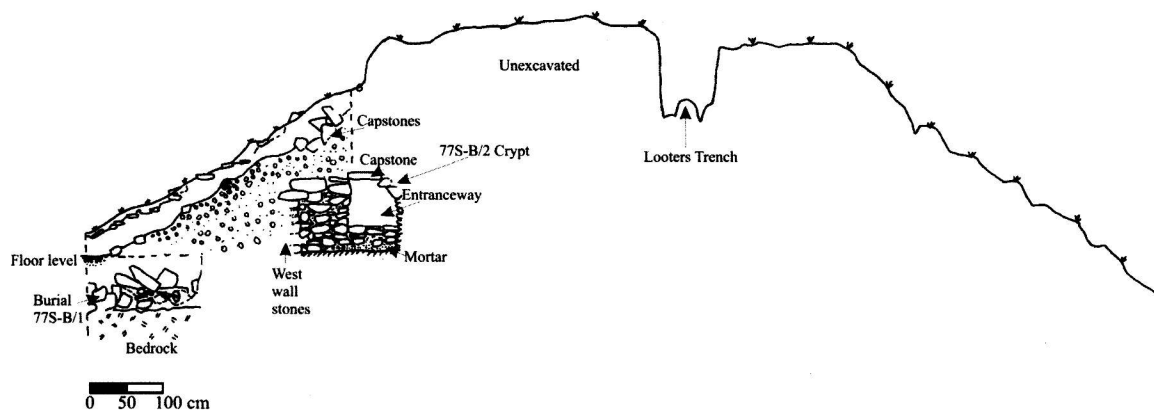 Unexcavated
Capstones
Capstone
77S-B/2 Crypt
Entranceway
Looters Trench
Floor level
Mortar
West
wall
stones
Burial
77S-B/1
Bedrock
0 50 100 cm